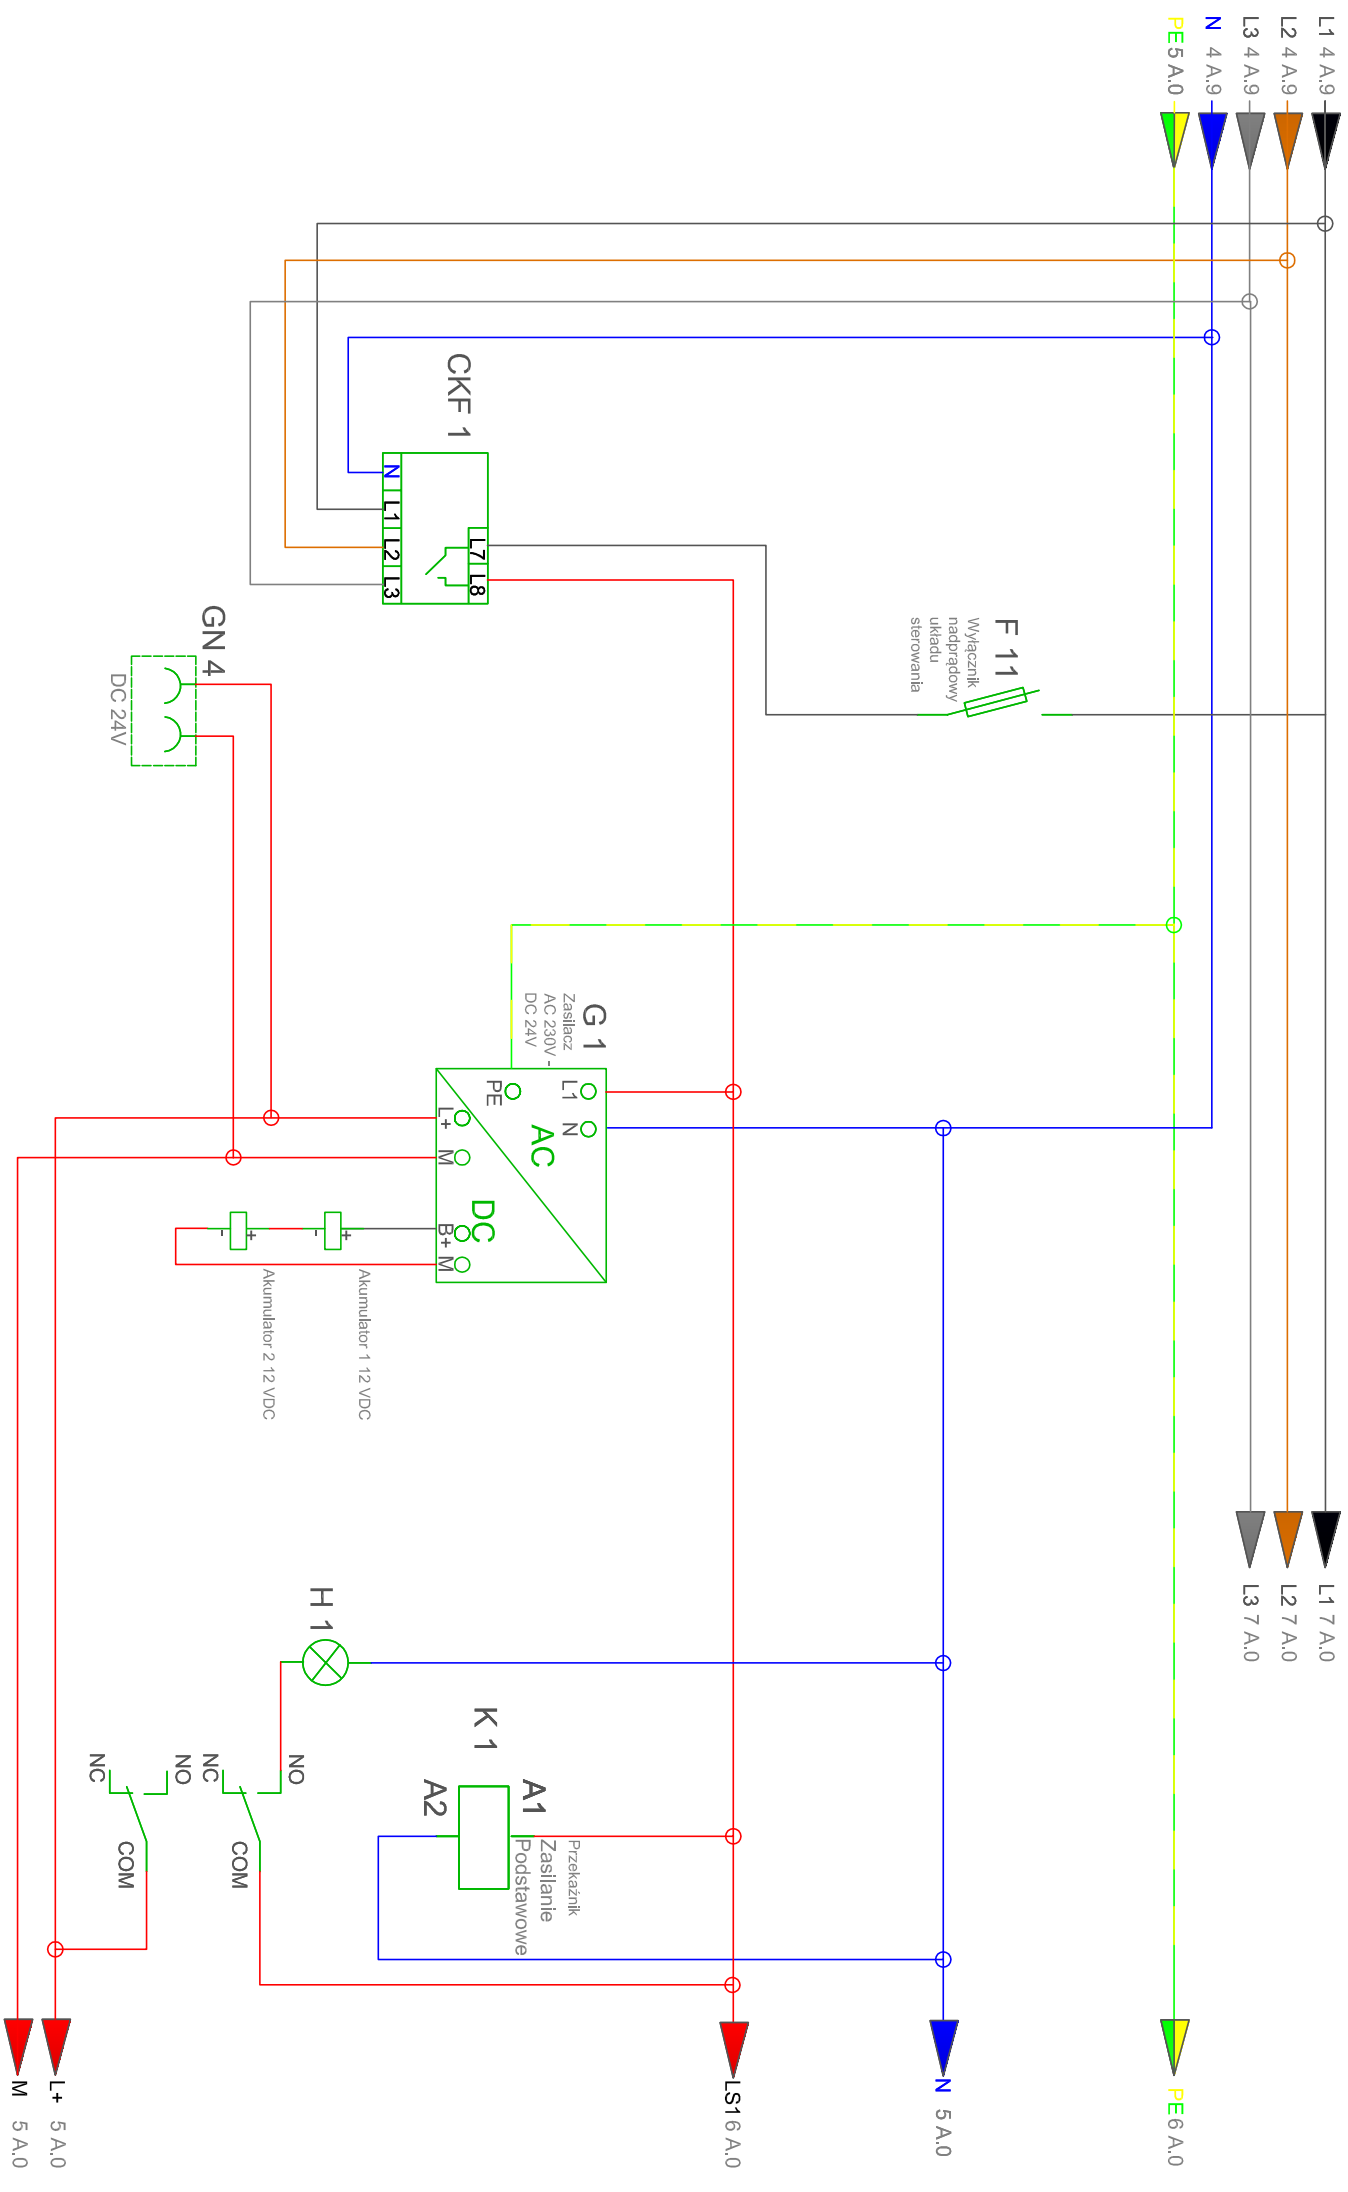 L1 4 A.9
L2 4 A.9
L3 4 A.9
N 4 A.9
PE 5 A.0
L1 7 A.0
L2 7 A.0
L3 7 A.0
PE 6 A.0
N 5 A.0
LS1 6 A.0
L+ 5 A.0
M 5 A.0
CKF 1
N
L1
L2
L3
L7
L8
F 11
Wyłącznik
nadprądowy
układu
sterowania
GN 4
DC 24V
G 1
Zasilacz
AC 230V -
DC 24V
L1
N
PE
AC
DC
L+
M
B+
M
+
-
+
-
Akumulator 1 12 VDC
Akumulator 2 12 VDC
H 1
K 1
A1
A2
Przekaźnik
Zasilanie
Podstawowe
NO
NC
COM
NO
NC
COM